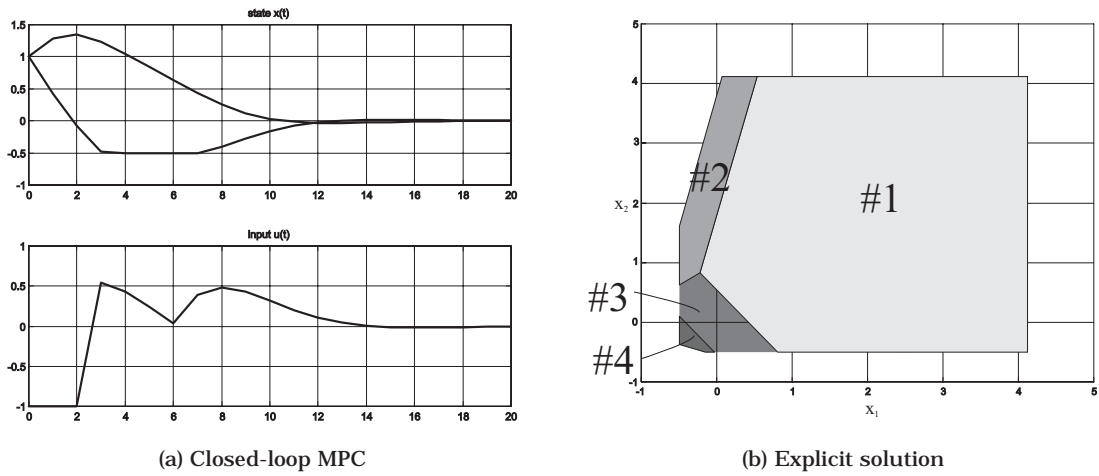 state x(t)
1.5
1
0.5
0
-0.5
-1
0 2 4 6 8 10 12 14 16 18 20
input u(t)
1
0.5
0
-0.5
-1
0 2 4 6 8 10 12 14 16 18 20
(a) Closed-loop MPC
5
4
3
2
1
0
-1
x₂
#1
#2
#3
#4
-1 0 1 2 3 4 5
x₁
(b) Explicit solution